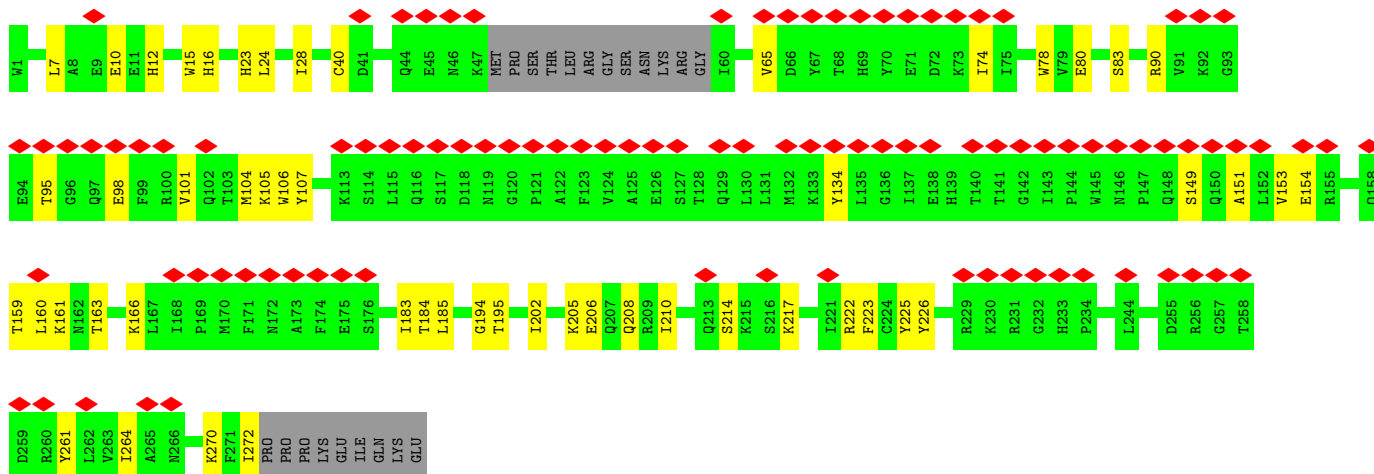 W1 L7 A8 E9 E10 E11 H12 W15 H16 H23 L24 I28 C40 D41 Q44 E45 N46 K47 MET PRO SER THR LEU ARG GLY SER ASN LYS ARG GLY I60 V65 D66 Y67 T68 H69 Y70 E71 D72 K73 I74 I75 W78 V79 E80 S83 R90 V91 K92 G93
E94 T95 G96 Q97 E98 F99 R100 V101 Q102 T103 M104 K105 W106 Y107 K113 S114 L115 Q116 S117 D118 N119 G120 P121 A122 F123 V124 A125 E126 S127 T128 Q129 L130 L131 M132 K133 Y134 L135 G136 I137 E138 H139 T140 T141 G142 I143 P144 W145 N146 P147 Q148 S149 Q150 A151 L152 V153 E154 R155 Q158
T159 L160 K161 N162 T163 K166 L167 I168 P169 M170 F171 N172 A173 F174 E175 S176 I183 T184 L185 G194 T195 I202 K205 E206 Q207 Q208 R209 I210 Q213 S214 K215 S216 K217 I221 R222 F223 C224 Y225 Y226 R229 K230 R231 G232 H233 P234 L244 D255 R256 G257 T258
D259 R260 Y261 L262 V263 I264 A265 N266 K270 F271 I272 PRO PRO PRO LYS GLU ILE GLN LYS GLU